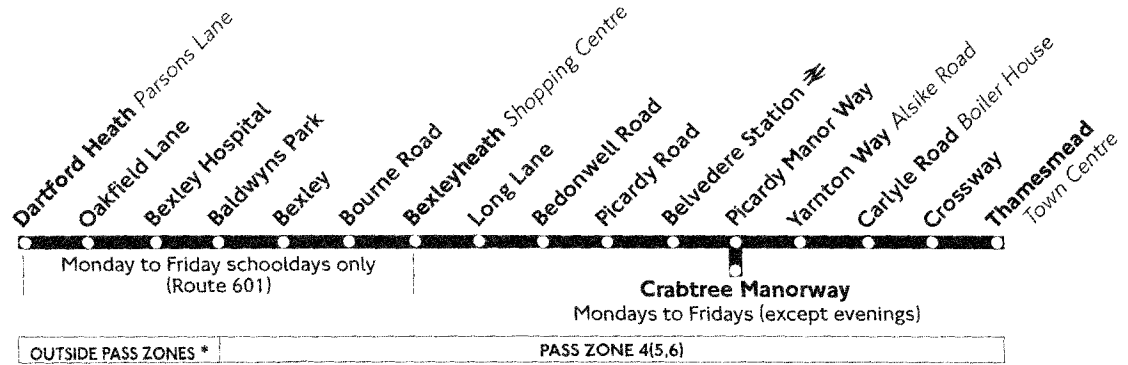 Dartford Heath Parsons Lane
Oakfield Lane
Bexley Hospital
Baldwyns Park
Bexley
Bourne Road
Bexleyheath Shopping Centre
Long Lane
Bedonwell Road
Picardy Road
Belvedere Station
Picardy Manor Way
Yarnton Way Alsike Road
Carlyle Road Boiler House
Crossway
Thamesmead
Town Centre
Monday to Friday schooldays only
(Route 601)
Crabtree Manorway
Mondays to Fridays (except evenings)
OUTSIDE PASS ZONES *
PASS ZONE 4(5,6)